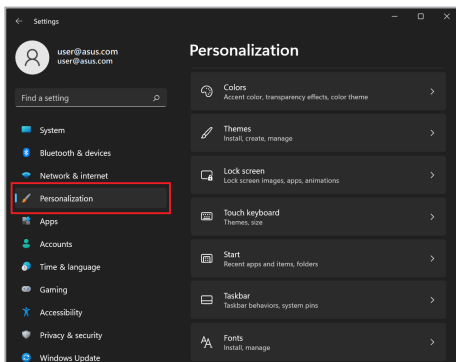 Settings
user@asus.com
user@asus.com
Find a setting
System
Bluetooth & devices
Network & internet
Personalization
Apps
Accounts
Time & language
Gaming
Accessibility
Privacy & security
Windows Update
Personalization
Colors
Accent color, transparency effects, color theme
Themes
Install, create, manage
Lock screen
Lock screen images, apps, animations
Touch keyboard
Themes, size
Start
Recent apps and items, folders
Taskbar
Taskbar behaviors, system pins
Fonts
Install, manage